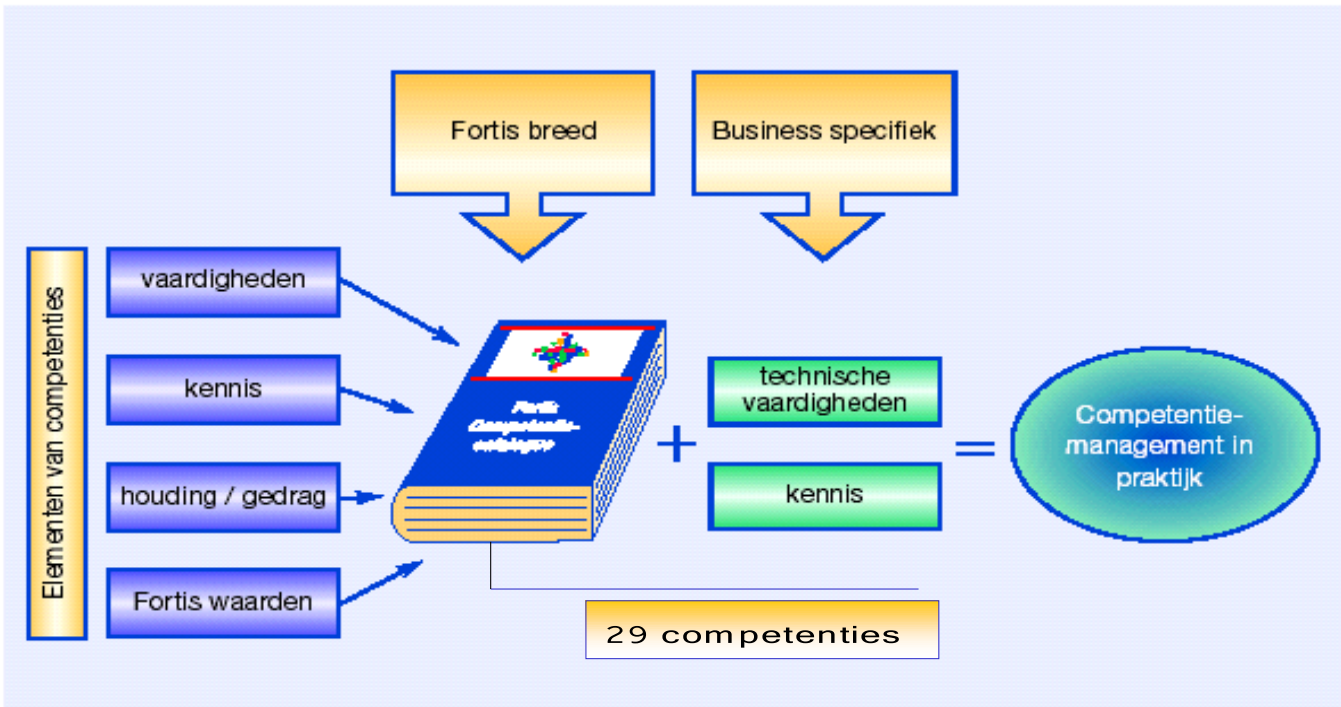 Fortis breed
Business specifiek
Elementen van competenties
vaardigheden
kennis
houding / gedrag
Fortis waarden
technische
vaardigheden
kennis
+
=
Competentie-
management in
praktijk
29 competenties